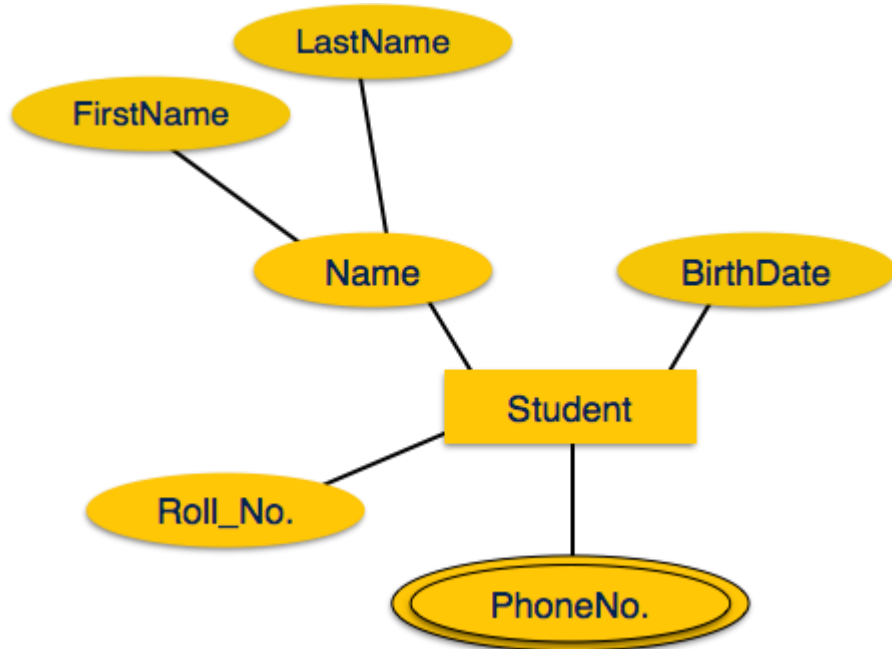 LastName
FirstName
Name
BirthDate
Student
Roll_No.
PhoneNo.